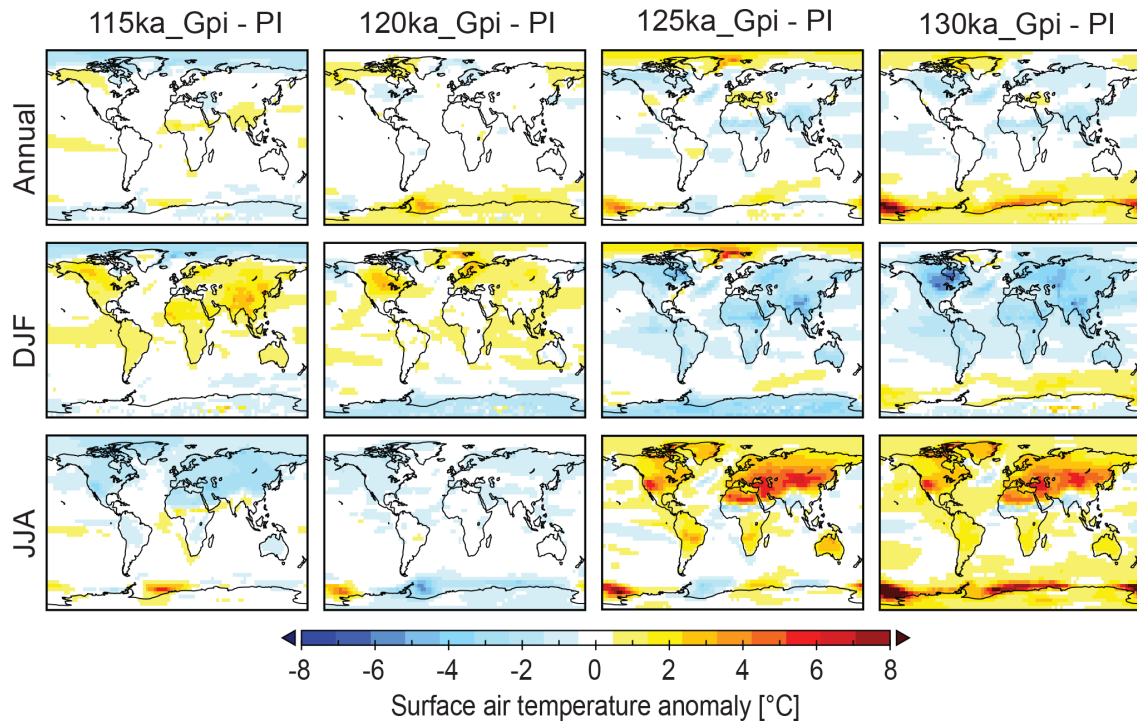 115ka_Gpi - PI 120ka_Gpi - PI 125ka_Gpi - PI 130ka_Gpi - PI
Annual
DJF
JJA
-8 -6 -4 -2 0 2 4 6 8
Surface air temperature anomaly [°C]